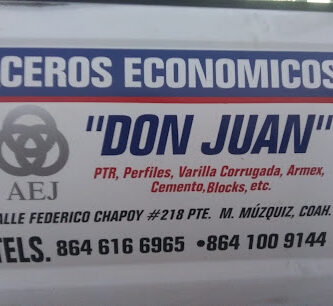 CEROS ECONOMICOS
"DON JUAN"
AEJ
PTR, Perfiles, Varilla Corrugada, Armex,
Cemento,Blocks, etc.
ALLE FEDERICO CHAPOY #218 PTE. M. MÚZQUIZ, COAH.
TELS. 864 616 6965 •864 100 9144